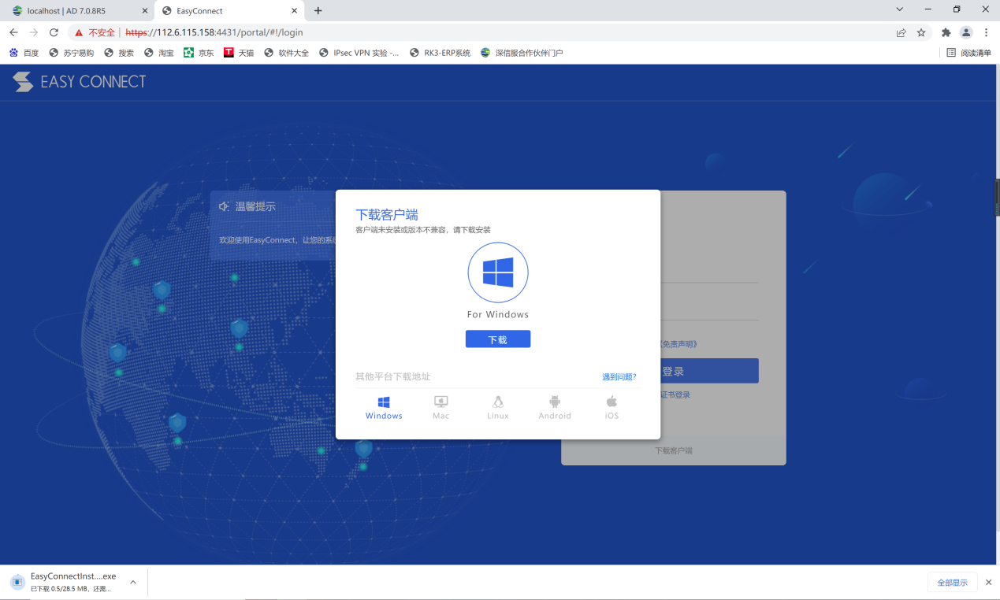 localhost | AD 7.0.8R5
EasyConnect
不安全 | https://112.6.115.158:4431/portal/#!/login
百度 苏宁易购 搜索 淘宝 京东 天猫 软件大全 IPsec VPN 实验 -... RK3-ERP系统 深信服合作伙伴门户 阅读清单
EASY CONNECT
温馨提示
欢迎使用EasyConnect，让您的系
下载客户端
客户端未安装或版本不兼容，请下载安装
For Windows
下载
其他平台下载地址
遇到问题?
Windows Mac Linux Android iOS
《免责声明》
登录
证书登录
下载客户端
EasyConnectInst....exe
已下载 0.5/28.5 MB，还需...
全部显示